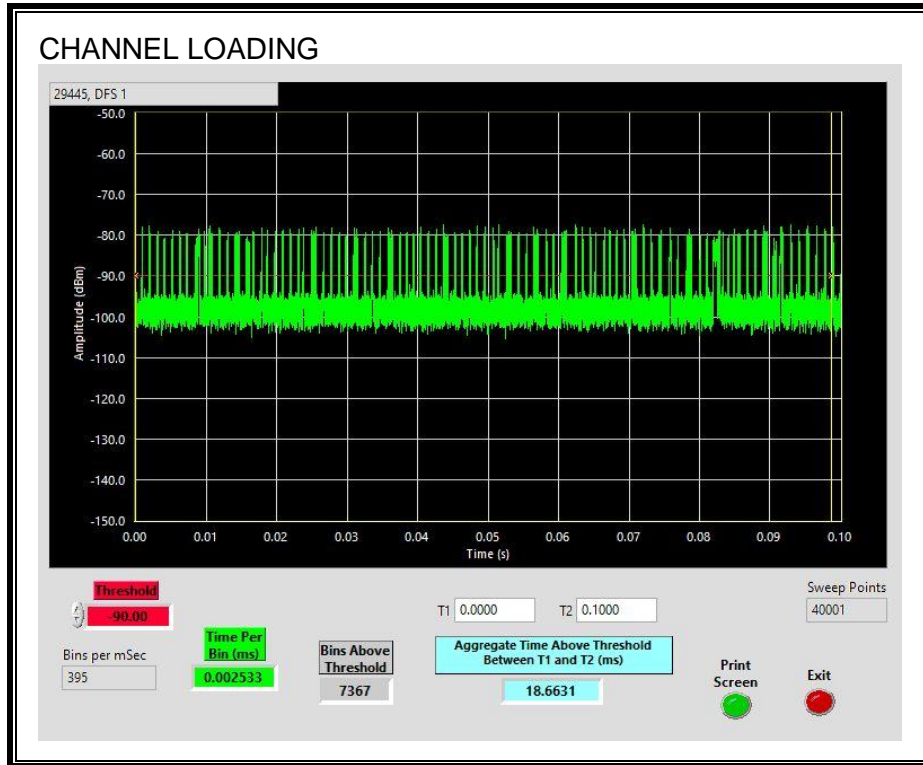 CHANNEL LOADING
29445, DFS 1
-50.0
-60.0
-70.0
-80.0
-90.0
-100.0
-110.0
-120.0
-130.0
-140.0
-150.0
Amplitude (dBm)
0.00 0.01 0.02 0.03 0.04 0.05 0.06 0.07 0.08 0.09 0.10
Time (s)
Threshold
-90.00
Bins per mSec
395
Time Per
Bin (ms)
0.002533
Bins Above
Threshold
7367
T1 0.0000 T2 0.1000
Aggregate Time Above Threshold
Between T1 and T2 (ms)
18.6631
Sweep Points
40001
Print
Screen
Exit